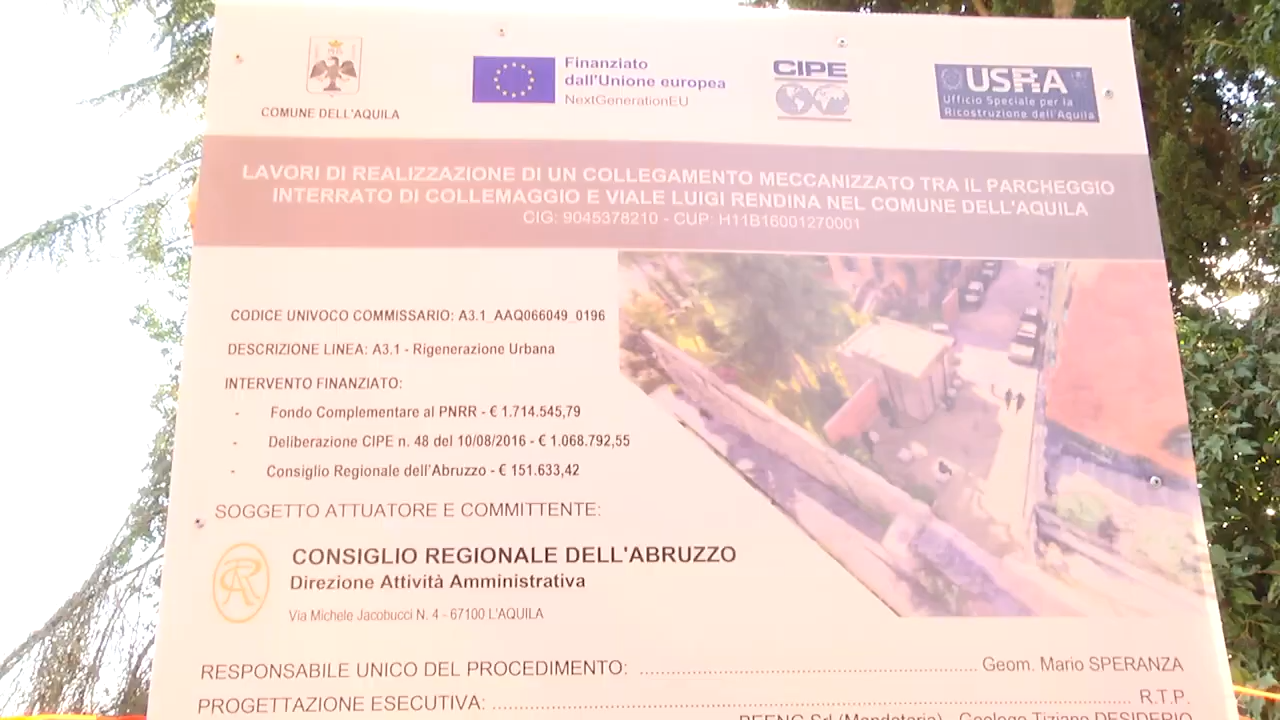 COMUNE DELL'AQUILA
Finanziato
dall'Unione europea
NextGenerationEU
CIPE
USRA
Ufficio Speciale per la
Ricostruzione dell'Aquila
LAVORI DI REALIZZAZIONE DI UN COLLEGAMENTO MECCANIZZATO TRA IL PARCHEGGIO
INTERRATO DI COLLEMAGGIO E VIALE LUIGI RENDINA NEL COMUNE DELL'AQUILA
CIG: 9045378210 - CUP: H11B16001270001
CODICE UNIVOCO COMMISSARIO: A3.1_AAQ066049_0196
DESCRIZIONE LINEA: A3.1 - Rigenerazione Urbana
INTERVENTO FINANZIATO:
- Fondo Complementare al PNRR - € 1.714.545,79
- Deliberazione CIPE n. 48 del 10/08/2016 - € 1.068.792,55
- Consiglio Regionale dell'Abruzzo - € 151.633,42
SOGGETTO ATTUATORE E COMMITTENTE:
CONSIGLIO REGIONALE DELL'ABRUZZO
Direzione Attività Amministrativa
Via Michele Jacobucci N. 4 - 67100 L'AQUILA
RESPONSABILE UNICO DEL PROCEDIMENTO: ........................................................ Geom. Mario SPERANZA
PROGETTAZIONE ESECUTIVA: ........................................................ R.T.P.
Srl (Mandataria) - Geologo Tiziano DESIDERIO